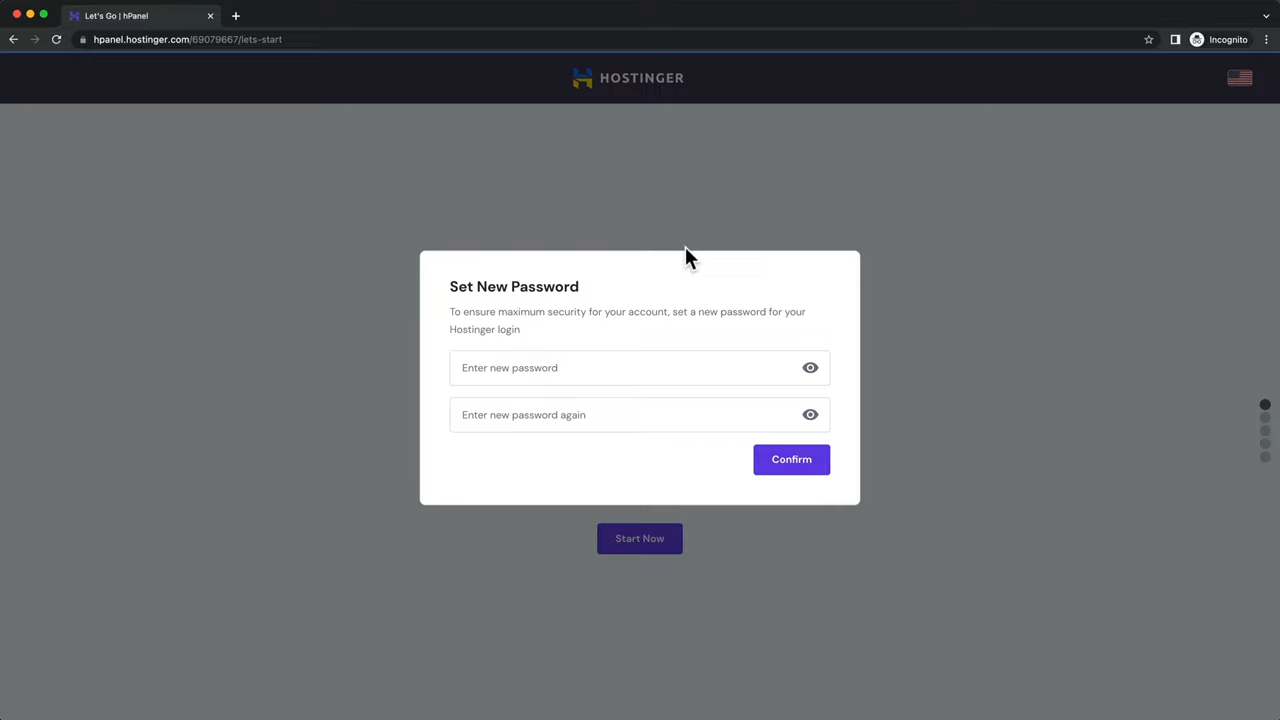 Let's Go | hPanel
hpanel.hostinger.com/69079667/lets-start
Incognito
HOSTINGER
Set New Password
To ensure maximum security for your account, set a new password for your
Hostinger login
Enter new password
Enter new password again
Confirm
Start Now